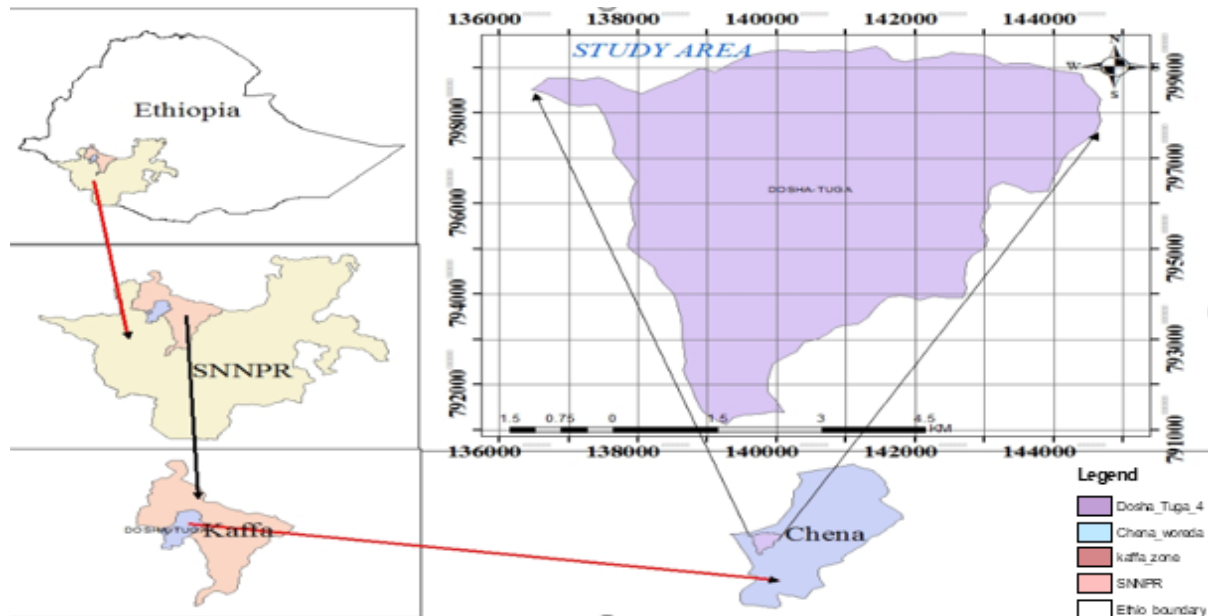 136000 138000 140000 142000 144000
STUDY AREA
N
W
S
Ethiopia
799000
798000
797000
DOSHA-TUGA
796000
795000
794000
793000
SNNPR
792000
1.5 0.75 0 1.5 3 4.5
KM
791000
136000 138000 140000 142000 144000
Legend
Dosha_Tuga_4
Chena_woreda
kaffa_zone
SNNPR
Ethio_boundary
DOSHA-TUGA
Kaffa
Chena